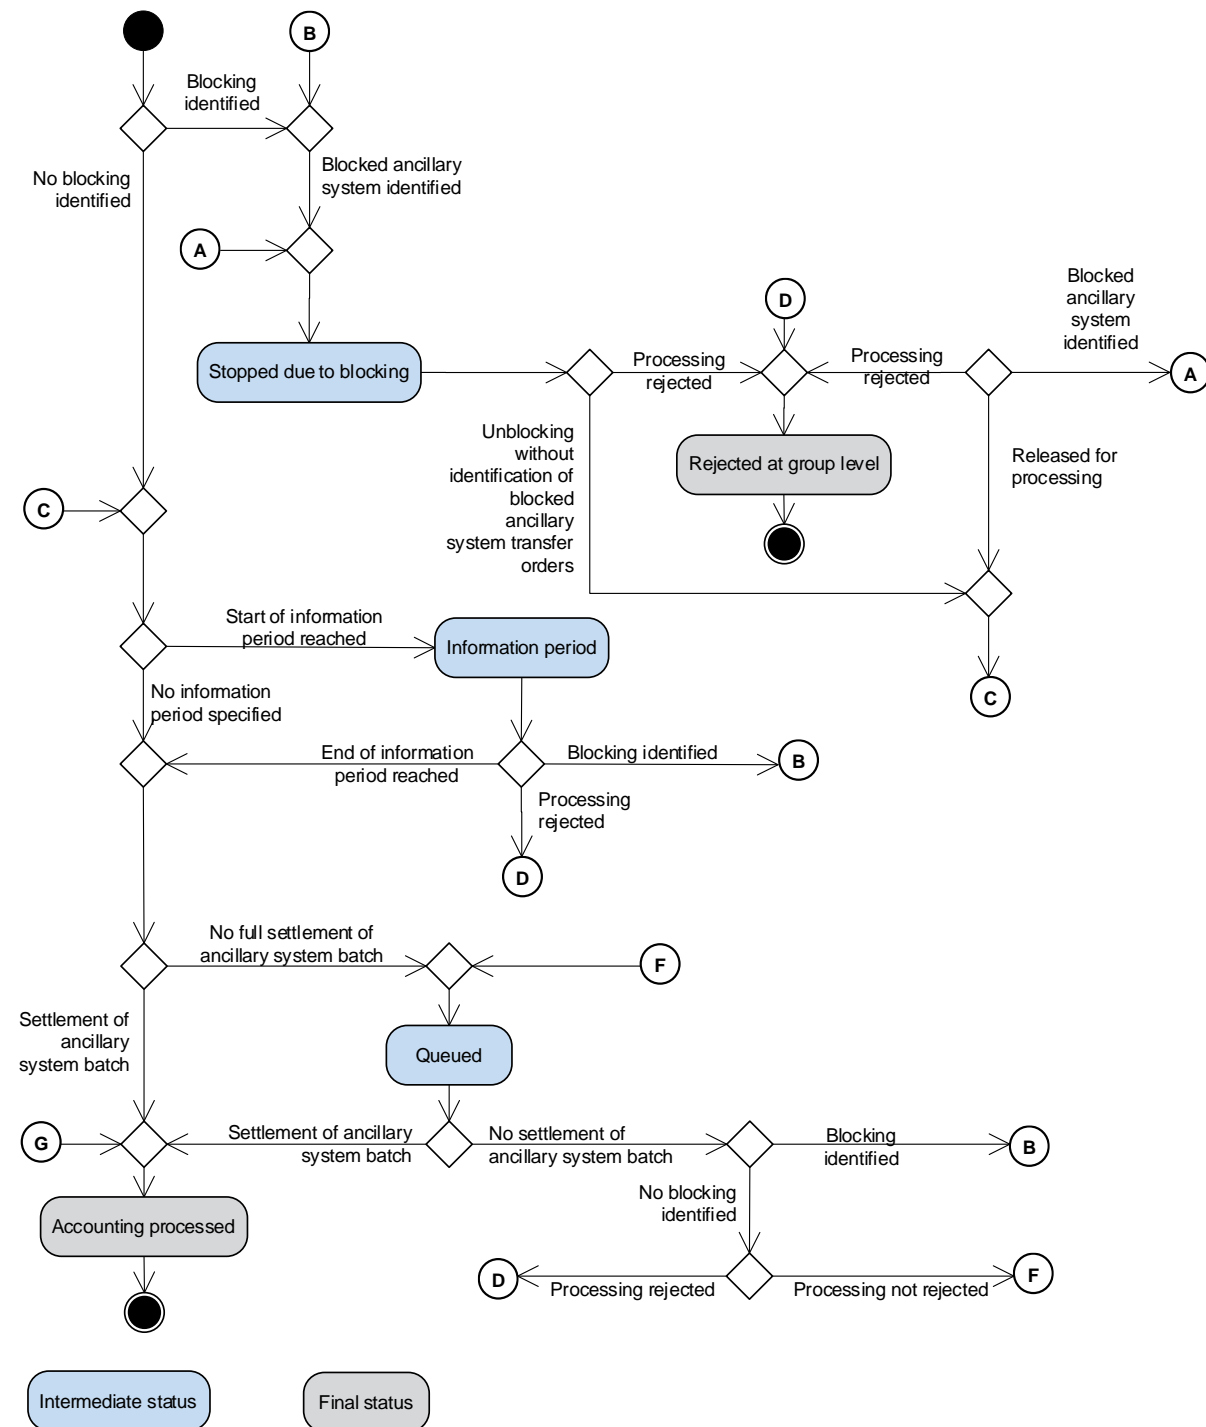 B
Blocking
identified
No blocking
identified
Blocked ancillary
system identified
A
Blocked
ancillary
system
identified
D
Stopped due to blocking
Processing
rejected
Processing
rejected
A
Unblocking
without
identification of
blocked
ancillary
system transfer
orders
Rejected at group level
Released for
processing
C
Start of information
period reached
Information period
C
No information
period specified
End of information
period reached
Blocking identified
B
Processing
rejected
D
No full settlement of
ancillary system batch
F
Settlement of
ancillary
system batch
Queued
G
Settlement of ancillary
system batch
No settlement of
ancillary system batch
Blocking
identified
B
No blocking
identified
Accounting processed
D
Processing rejected
Processing not rejected
F
Intermediate status
Final status